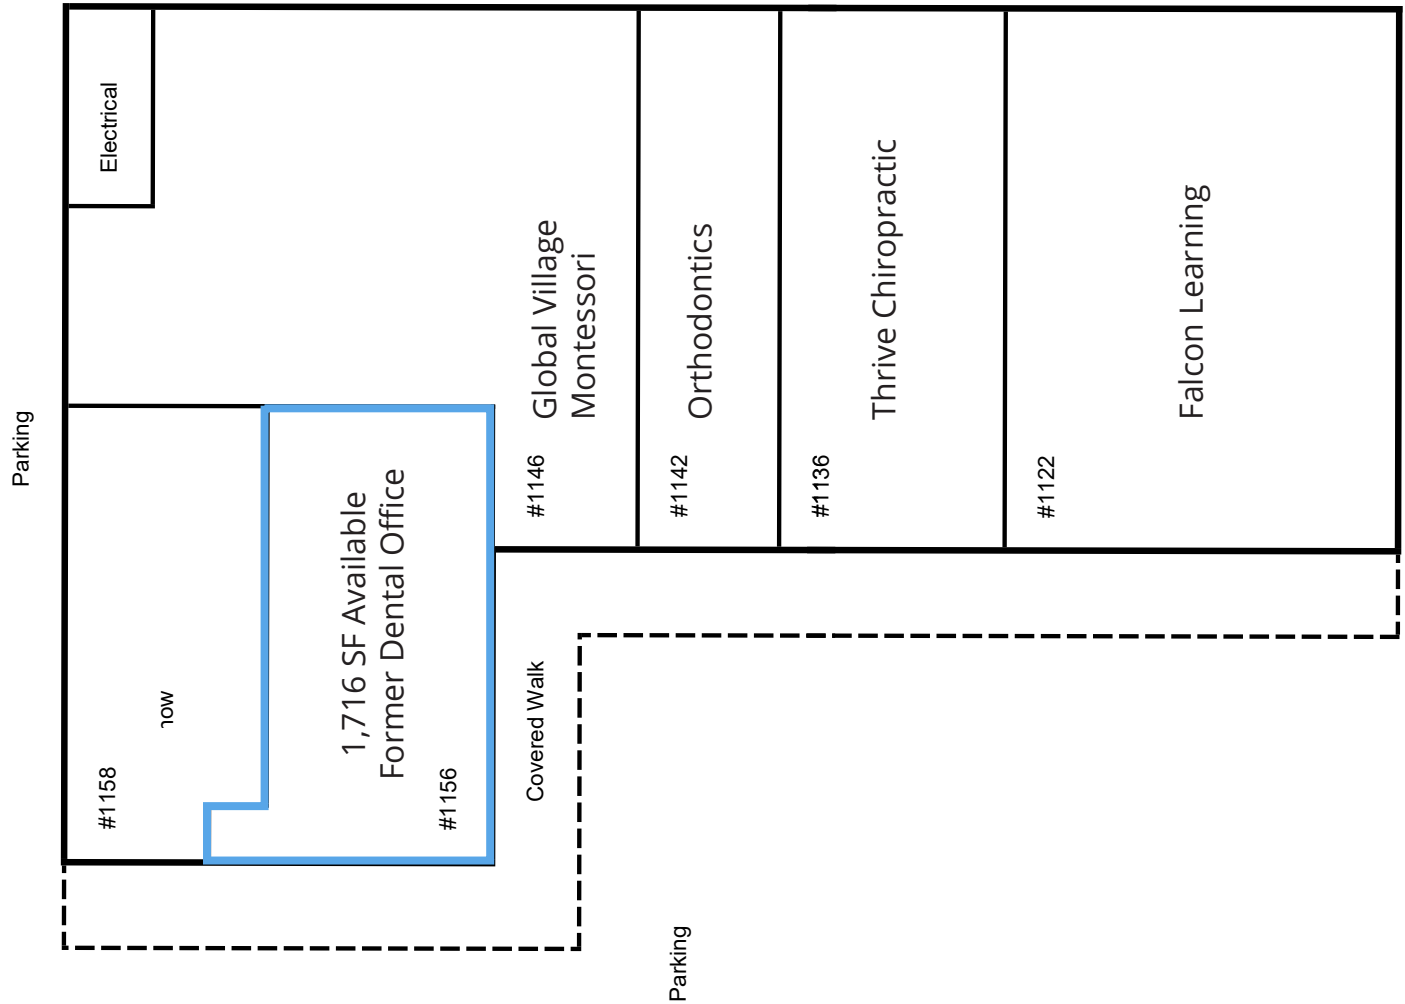 Parking
Electrical
#1158
1,716 SF Available
Former Dental Office
#1156
Covered Walk
Global Village
Montessori
#1146
Orthodontics
#1142
Thrive Chiropractic
#1136
Falcon Learning
#1122
Parking